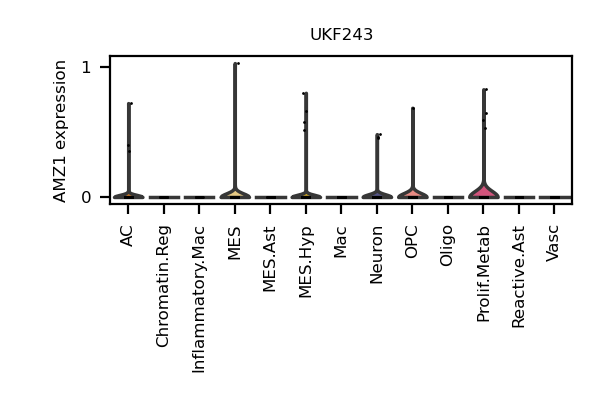 UKF243
AMZ1 expression
1
0
AC
Chromatin.Reg
Inflammatory.Mac
MES
MES.Ast
MES.Hyp
Mac
Neuron
OPC
Oligo
Prolif.Metab
Reactive.Ast
Vasc